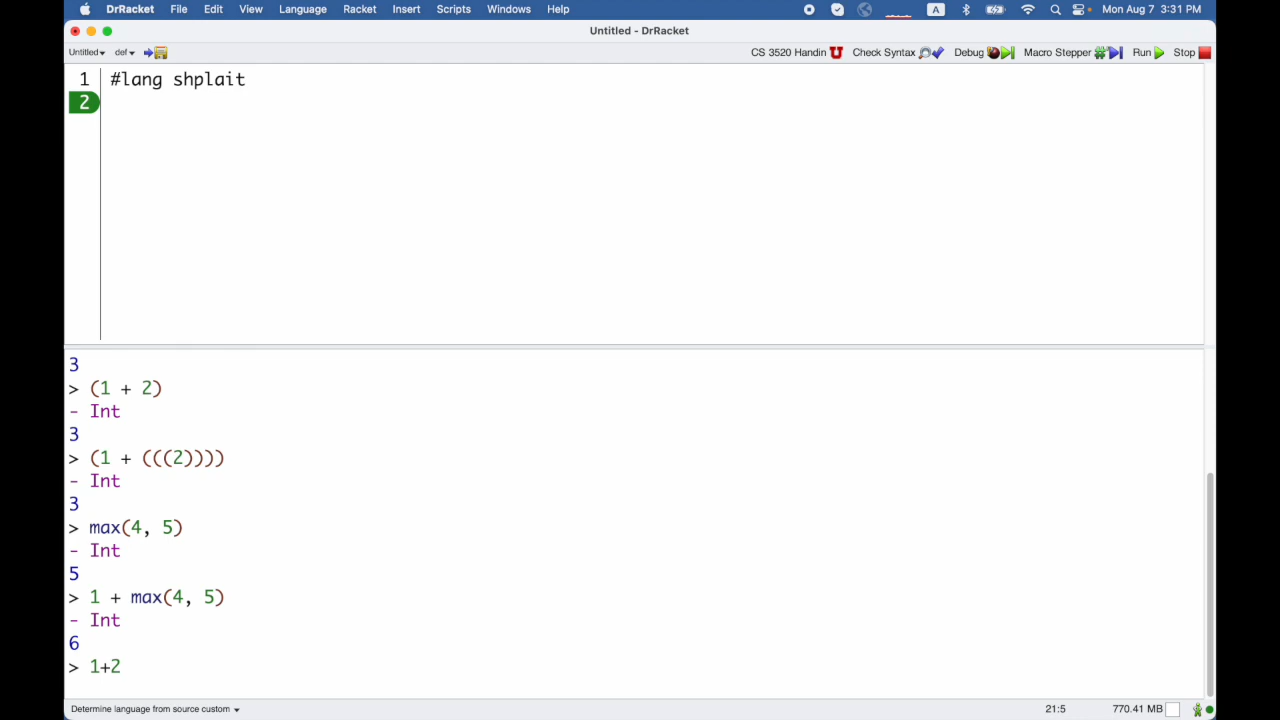 DrRacket File Edit View Language Racket Insert Scripts Windows Help A Mon Aug 7 3:31 PM
Untitled - DrRacket
Untitled▾ def▾ CS 3520 Handin Check Syntax Debug Macro Stepper Run Stop
1 #lang shplait
2
3
> (1 + 2)
- Int
3
> (1 + (((2))))
- Int
3
> max(4, 5)
- Int
5
> 1 + max(4, 5)
- Int
6
> 1+2
Determine language from source custom ▾ 21:5 770.41 MB